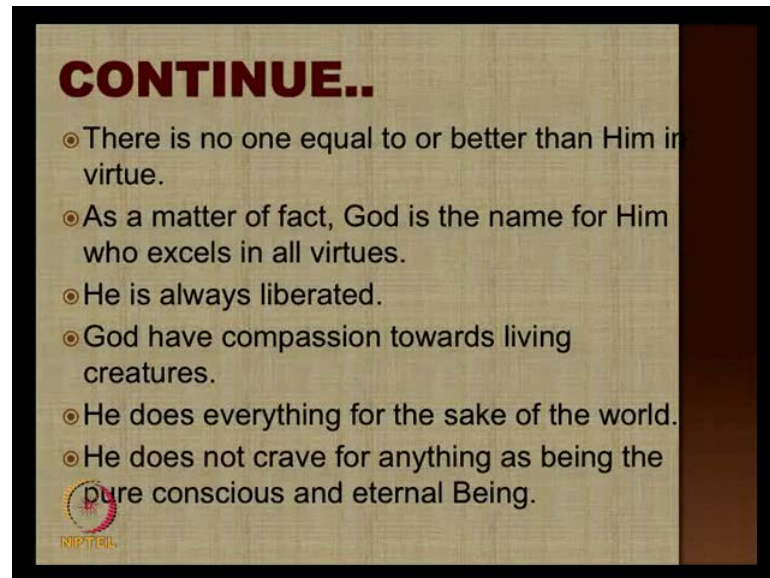 CONTINUE..
There is no one equal to or better than Him in
virtue.
As a matter of fact, God is the name for Him
who excels in all virtues.
He is always liberated.
God have compassion towards living
creatures.
He does everything for the sake of the world.
He does not crave for anything as being the
pure conscious and eternal Being.
NPTEL